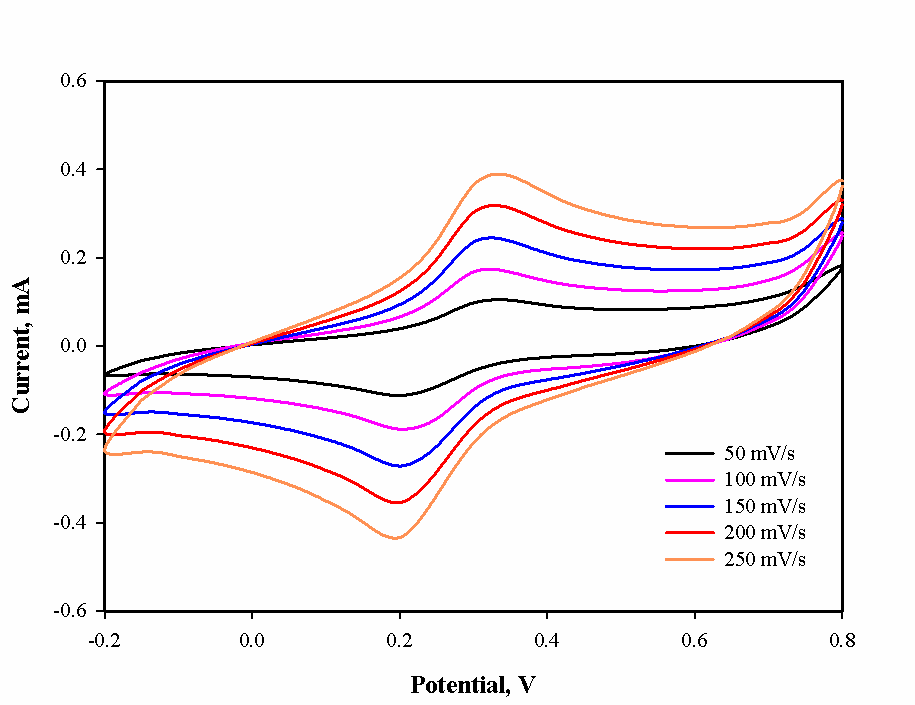 0.6
0.4
0.2
0.0
-0.2
-0.4
-0.6
Current, mA
50 mV/s
100 mV/s
150 mV/s
200 mV/s
250 mV/s
-0.2 0.0 0.2 0.4 0.6 0.8
Potential, V